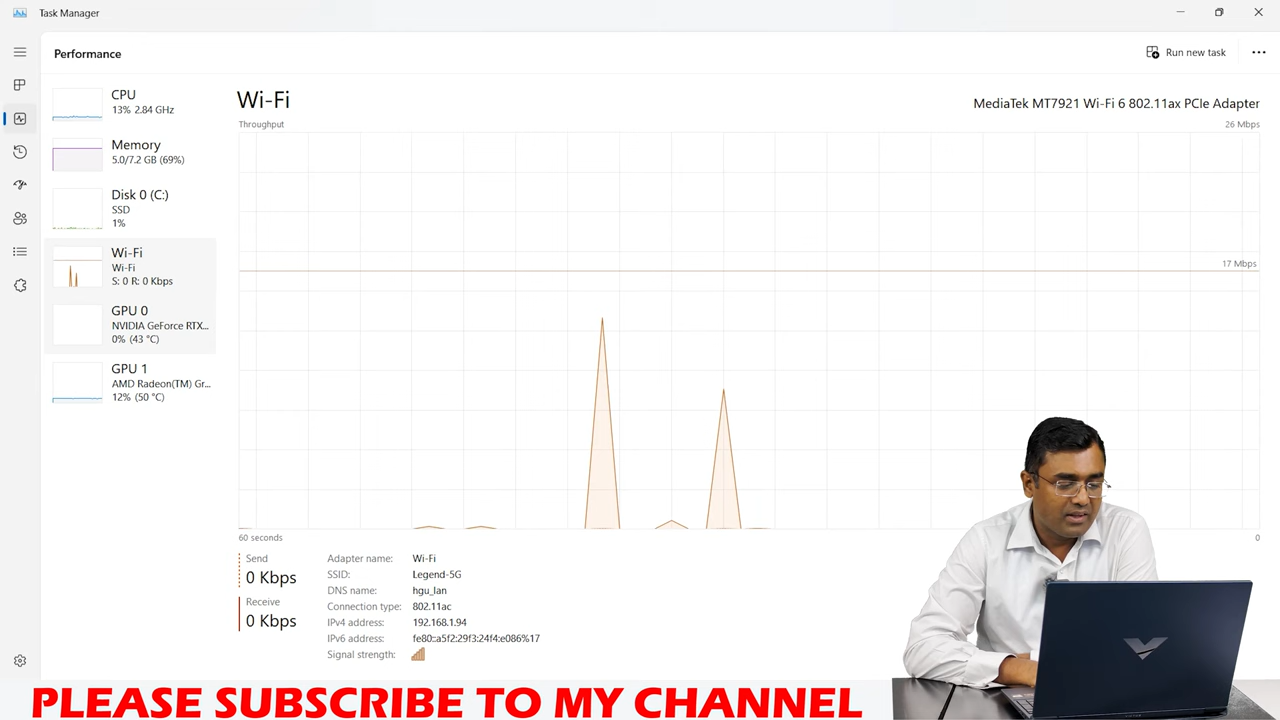 Task Manager
Performance
Run new task
CPU
13% 2.84 GHz
Memory
5.0/7.2 GB (69%)
Disk 0 (C:)
SSD
1%
Wi-Fi
Wi-Fi
S: 0 R: 0 Kbps
GPU 0
NVIDIA GeForce RTX...
0% (43 °C)
GPU 1
AMD Radeon(TM) Gr...
12% (50 °C)
Wi-Fi
MediaTek MT7921 Wi-Fi 6 802.11ax PCIe Adapter
Throughput
26 Mbps
17 Mbps
60 seconds
0
Send
0 Kbps
Receive
0 Kbps
Adapter name: Wi-Fi
SSID: Legend-5G
DNS name: hgu_lan
Connection type: 802.11ac
IPv4 address: 192.168.1.94
IPv6 address: fe80::a5f2:29f3:24f4:e086%17
Signal strength:
PLEASE SUBSCRIBE TO MY CHANNEL